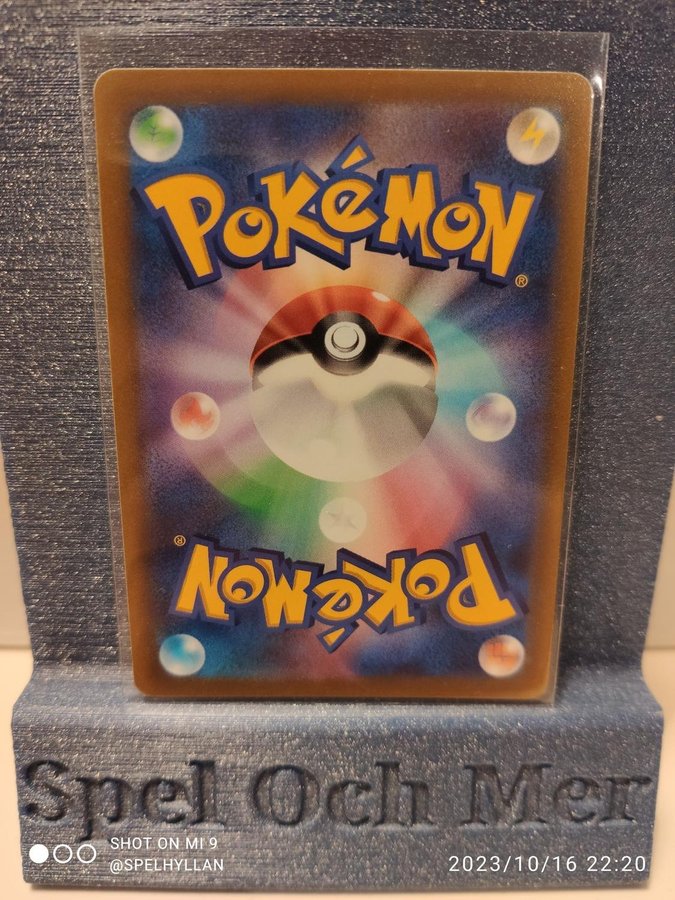 POKéMON
®
®
POKéMON
Spel Och Mer
SHOT ON MI 9
@SPELHYLLAN
2023/10/16 22:20